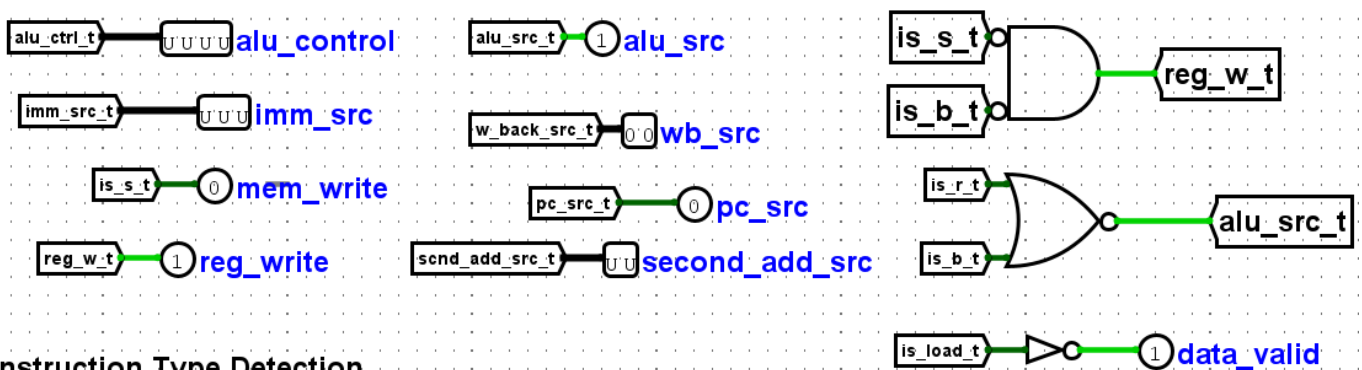 alu_ctrl_t UUUU alu_control
imm_src_t UUU imm_src
is_s_t 0 mem_write
reg_w_t 1 reg_write
alu_src_t 1 alu_src
w_back_src_t 00 wb_src
pc_src_t 0 pc_src
scnd_add_src_t UU second_add_src
is_s_t
is_b_t
reg_w_t
is_r_t
is_b_t
alu_src_t
is_load_t 1 data_valid
nstruction Type Detection